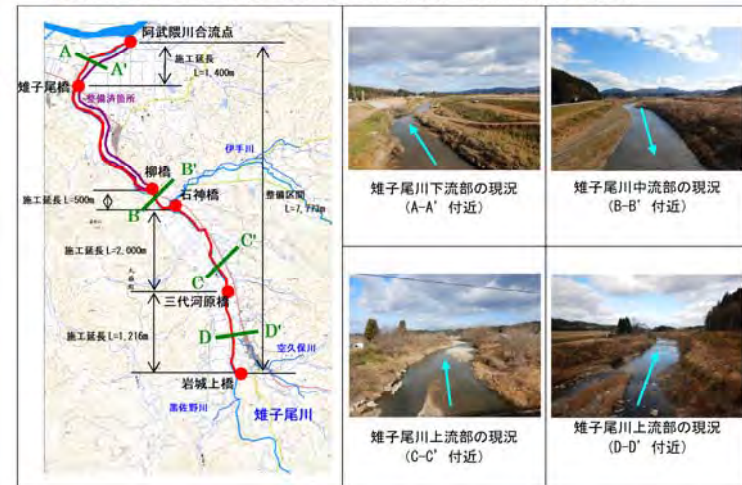 阿武隈川合流点
A
A'
施工延長
L=1,400m
雉子尾橋
整備済箇所
伊手川
柳橋
B'
石神橋
施工延長 L=500m
B
整備区間
L=7,773m
施工延長 L=2,000m
C'
C
三代河原橋
施工延長 L=1,216m
D
D'
空久保川
岩城上橋
黒佐野川
雉子尾川
雉子尾川下流部の現況
(A-A' 付近)
雉子尾川中流部の現況
(B-B' 付近)
雉子尾川上流部の現況
(C-C' 付近)
雉子尾川上流部の現況
(D-D' 付近)